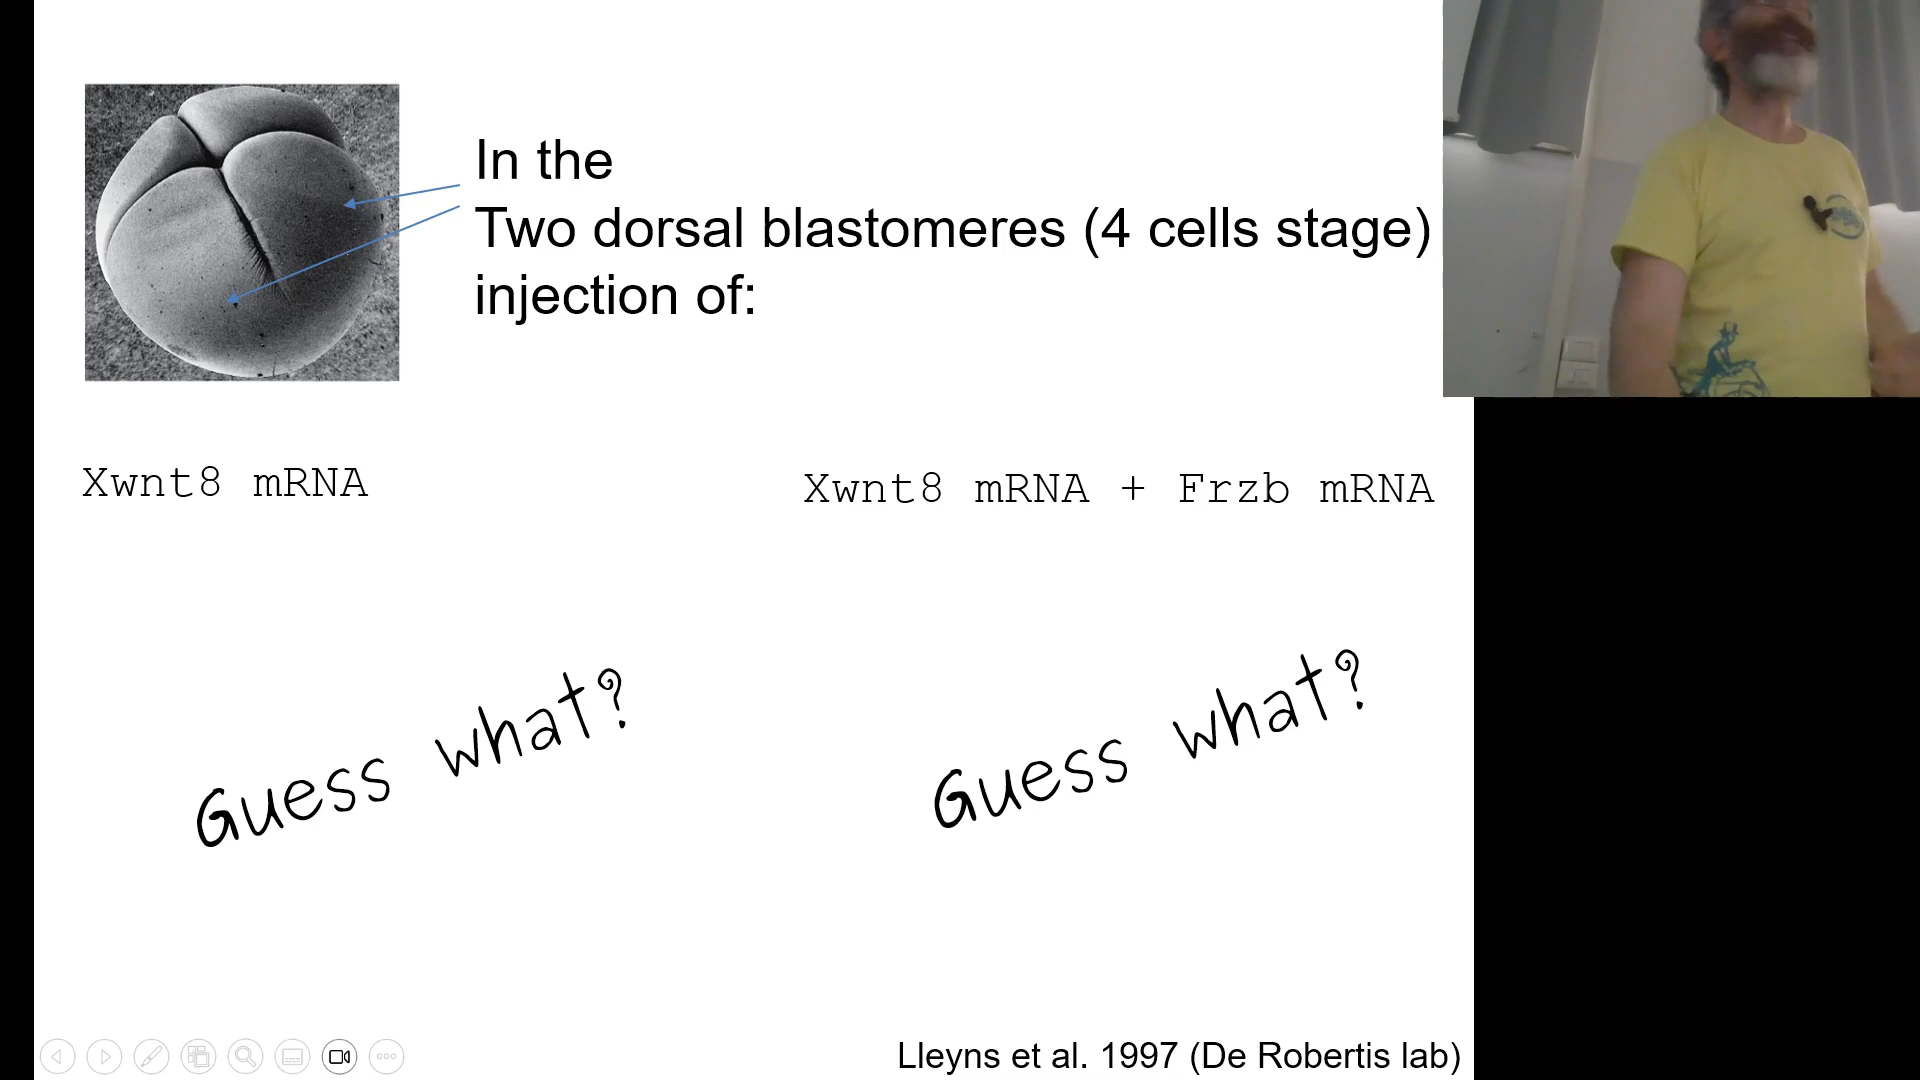 In the
Two dorsal blastomeres (4 cells stage)
injection of:
Xwnt8 mRNA
Xwnt8 mRNA + Frzb mRNA
Guess what?
Guess what?
Lleyns et al. 1997 (De Robertis lab)